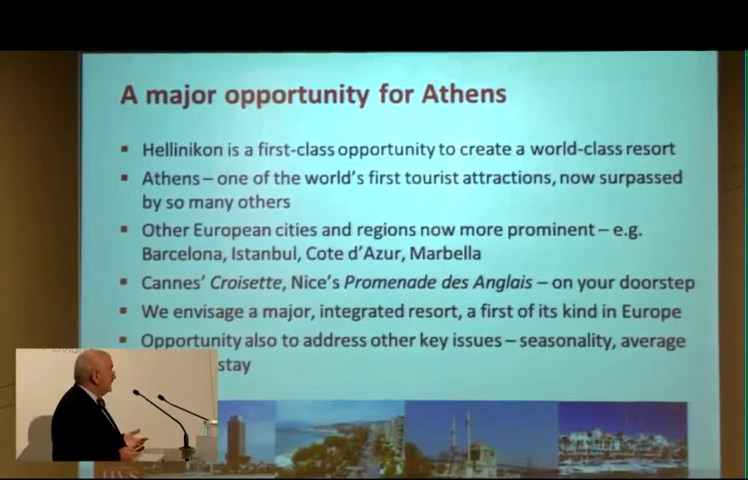 A major opportunity for Athens
Hellinikon is a first-class opportunity to create a world-class resort
Athens – one of the world's first tourist attractions, now surpassed
by so many others
Other European cities and regions now more prominent – e.g.
Barcelona, Istanbul, Cote d'Azur, Marbella
Cannes' Croisette, Nice's Promenade des Anglais – on your doorstep
We envisage a major, integrated resort, a first of its kind in Europe
Opportunity also to address other key issues – seasonality, average
stay
HVS